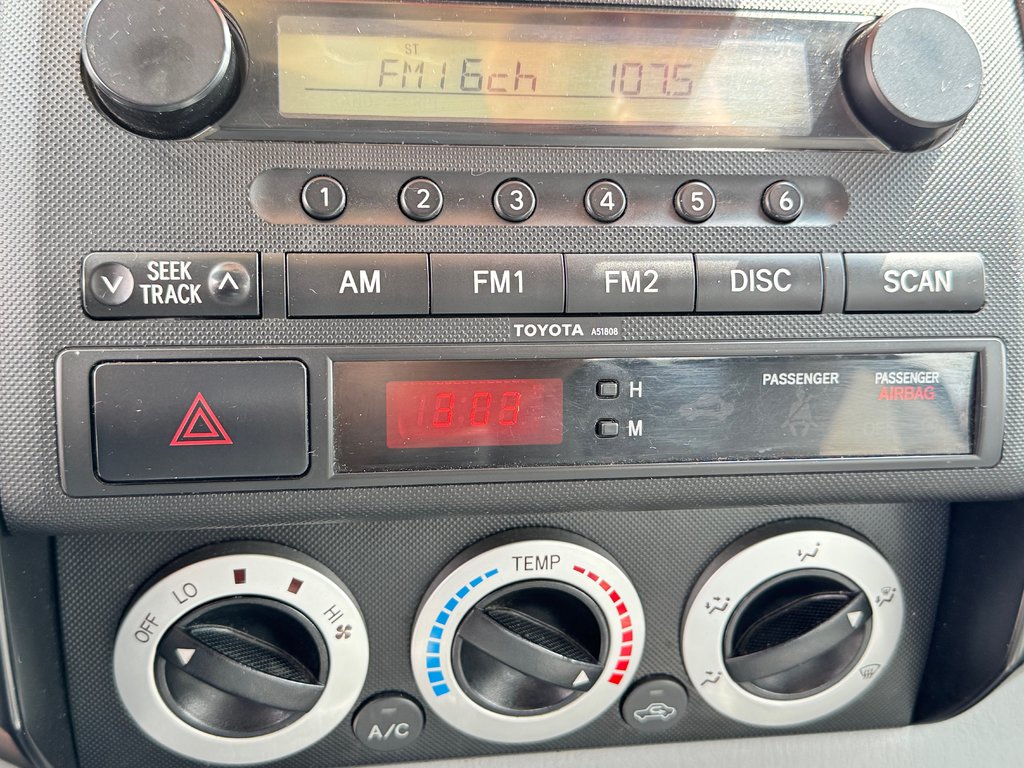 ST
FM1 6ch 107.5
1 2 3 4 5 6
SEEK
TRACK
AM FM1 FM2 DISC SCAN
TOYOTA A51808
3:03
H
M
PASSENGER
PASSENGER
AIRBAG
OFF LO HI
TEMP
A/C